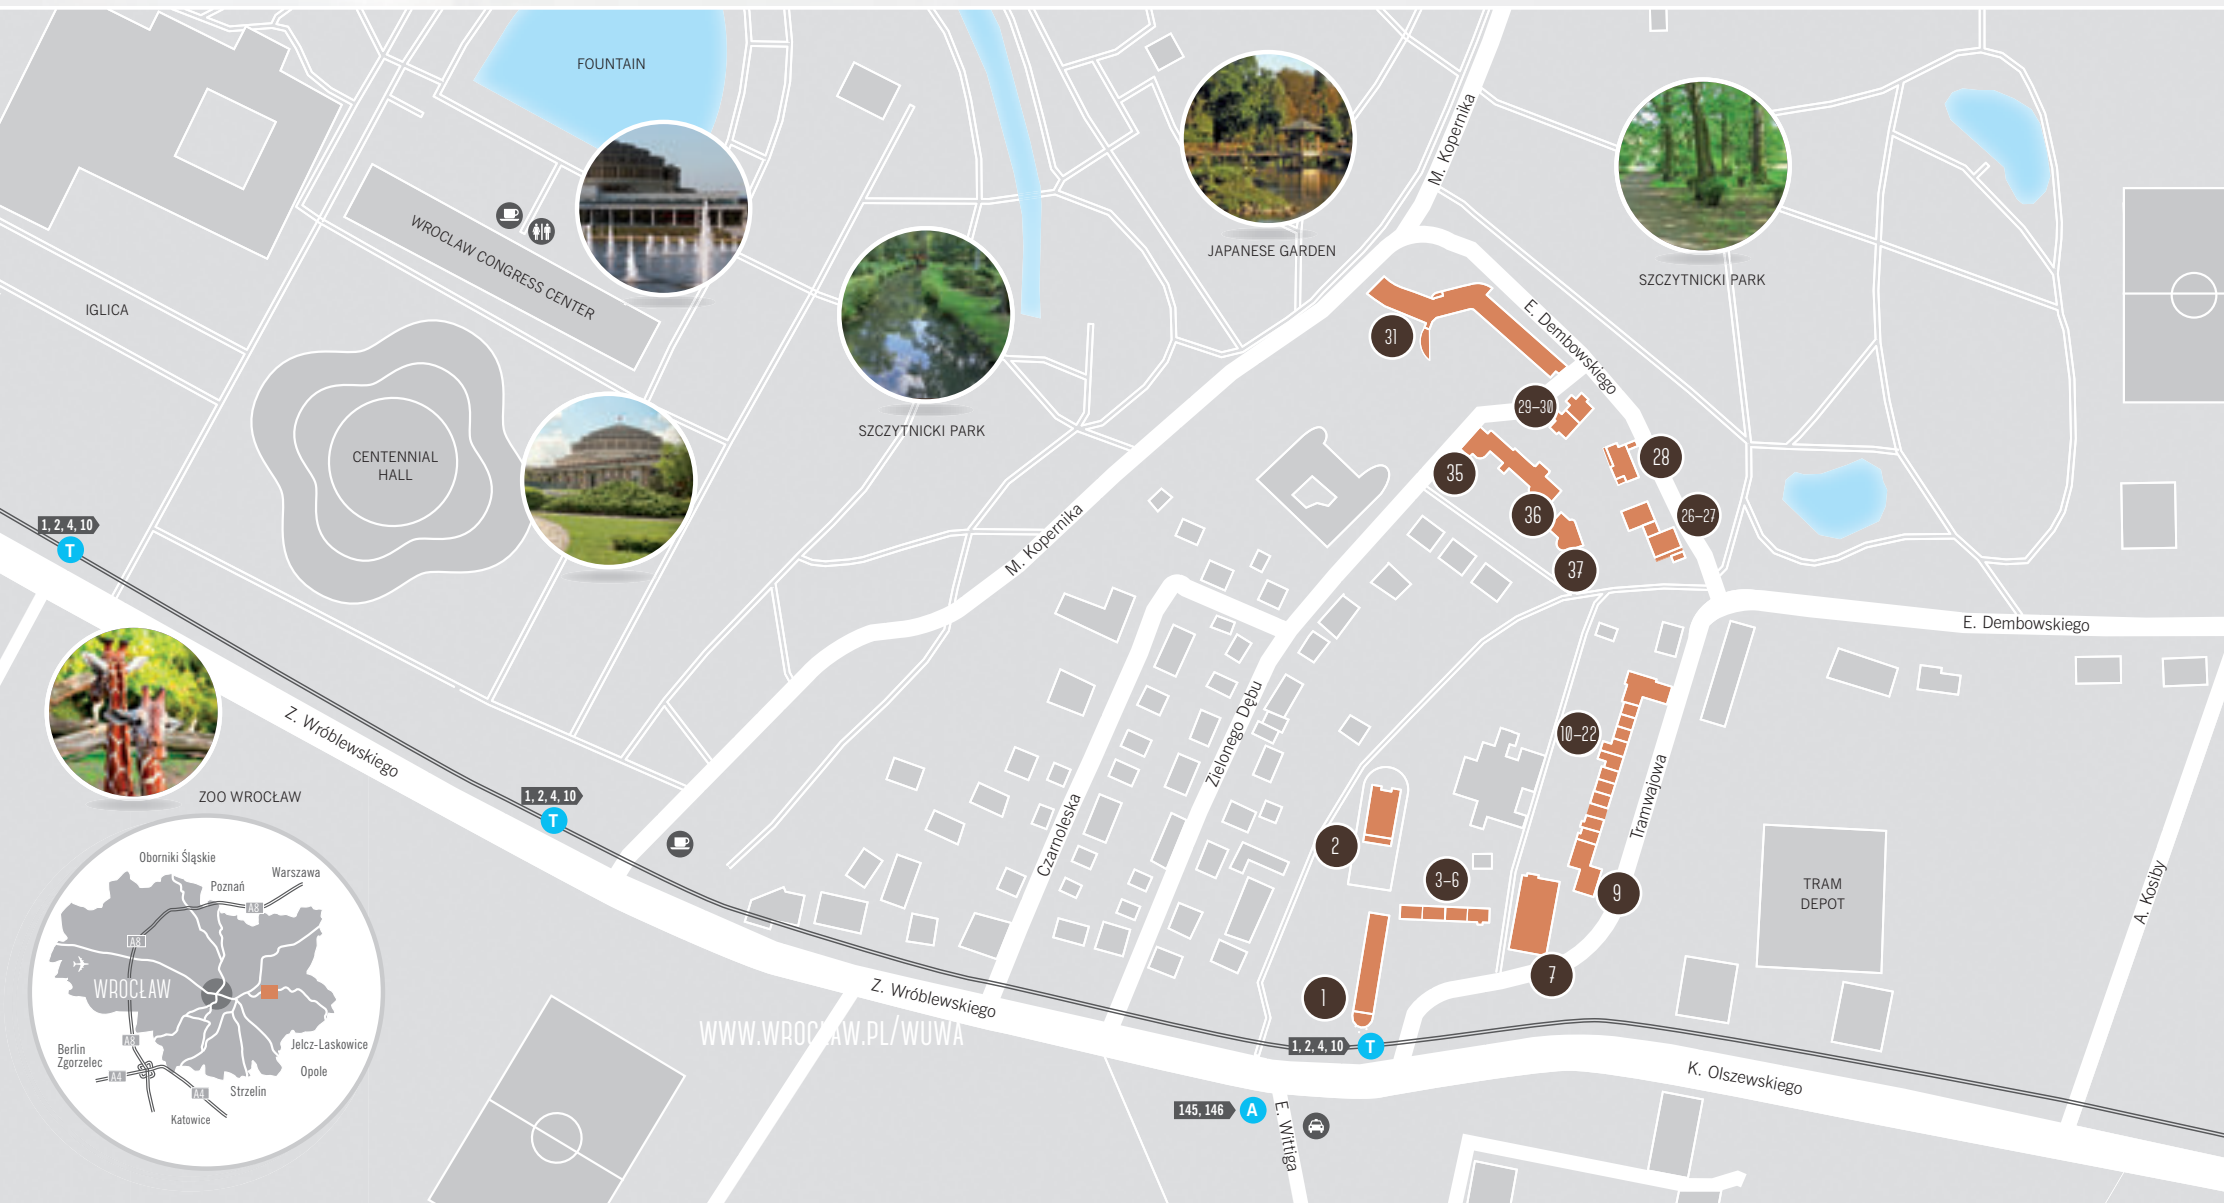 FOUNTAIN
M. Kopernika
WROCLAW CONGRESS CENTER
JAPANESE GARDEN
SZCZYTNICKI PARK
IGLICA
E. Dembowskiego
31
SZCZYTNICKI PARK
29–30
CENTENNIAL
HALL
28
35
36
26–27
1, 2, 4, 10
T
M. Kopernika
37
E. Dembowskiego
Z. Wróblewskiego
Zielonego Dębu
10–22
ZOO WROCŁAW
1, 2, 4, 10
T
Tramwajowa
Czarnoleska
2
3–6
9
TRAM
DEPOT
A. Kosiby
7
1
Z. Wróblewskiego
WWW.WROCŁAW.PL/WUWA
1, 2, 4, 10
T
K. Olszewskiego
145, 146
A
E. Wittiga
Oborniki Śląskie
Warszawa
Poznań
A8
A8
WROCŁAW
A8
Jelcz-Laskowice
Berlin
Zgorzelec
Opole
A4
A4
Strzelin
Katowice